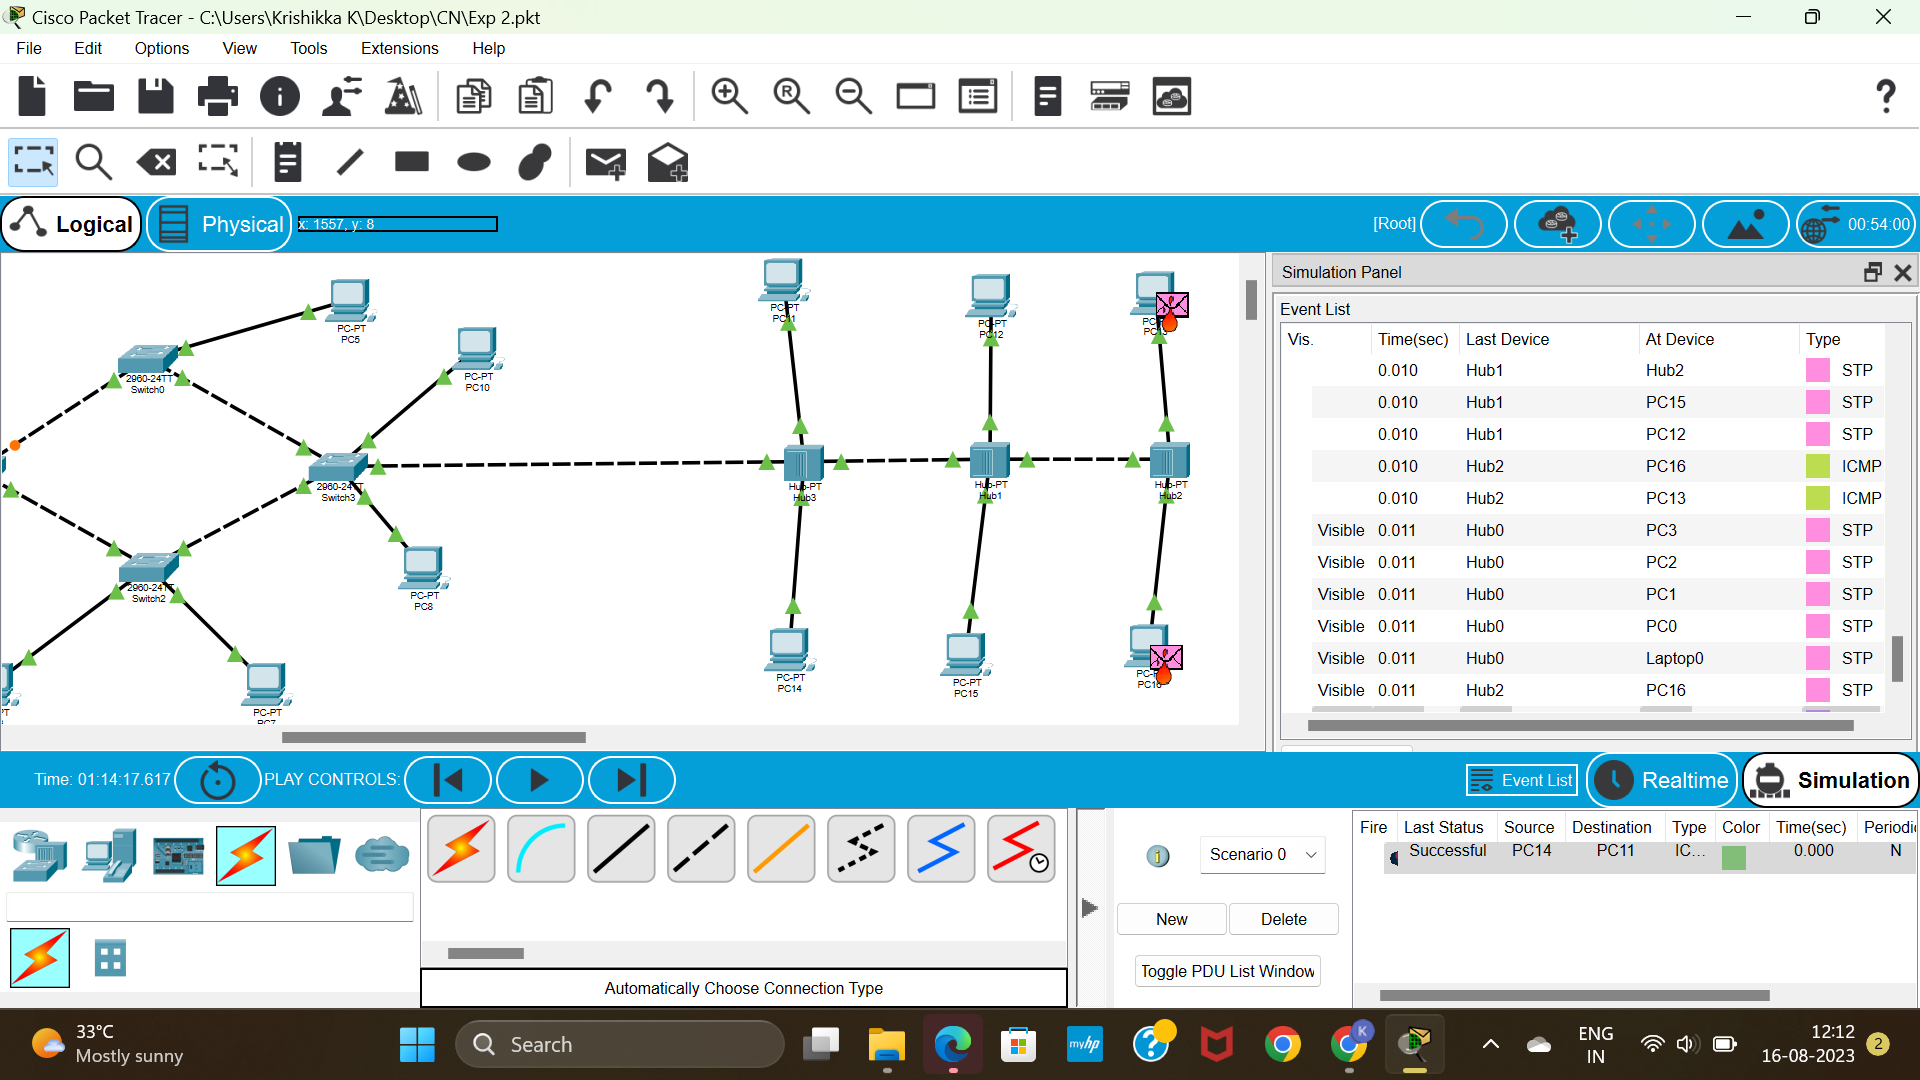 Cisco Packet Tracer - C:\Users\Krishikka K\Desktop\CN\Exp 2.pkt
File Edit Options View Tools Extensions Help
Logical Physical x: 1557, y: 8 [Root] 00:54:00
PC-PT
PC5
2960-24TT
Switch0
PC-PT
PC10
2960-24TT
Switch3
PC-PT
PC8
2960-24TT
Switch2
PC-PT
PC7
PC-PT
PC11
PC-PT
PC12
PC13
Hub-PT
Hub3
Hub-PT
Hub1
Hub-PT
Hub2
PC-PT
PC14
PC-PT
PC15
PC16
Simulation Panel
Event List
Vis. Time(sec) Last Device At Device Type
0.010 Hub1 Hub2 STP
0.010 Hub1 PC15 STP
0.010 Hub1 PC12 STP
0.010 Hub2 PC16 ICMP
0.010 Hub2 PC13 ICMP
Visible 0.011 Hub0 PC3 STP
Visible 0.011 Hub0 PC2 STP
Visible 0.011 Hub0 PC1 STP
Visible 0.011 Hub0 PC0 STP
Visible 0.011 Hub0 Laptop0 STP
Visible 0.011 Hub2 PC16 STP
Time: 01:14:17.617 PLAY CONTROLS: Event List Realtime Simulation
Scenario 0
New Delete
Toggle PDU List Window
Fire Last Status Source Destination Type Color Time(sec) Periodic
Successful PC14 PC11 IC... 0.000 N
Automatically Choose Connection Type
33°C
Mostly sunny
Search
myhp
K
ENG
IN
12:12
16-08-2023
2